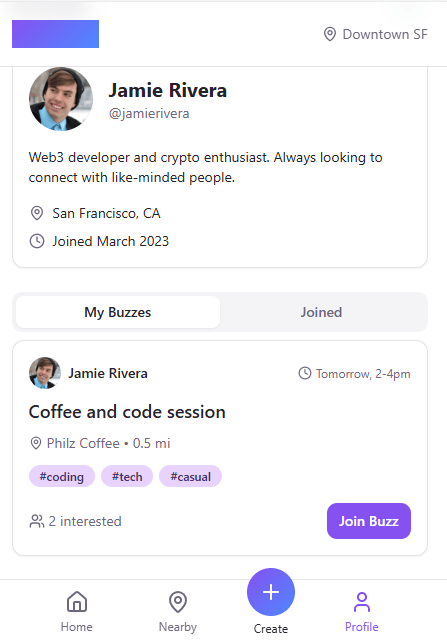 Downtown SF
Jamie Rivera
@jamierivera
Web3 developer and crypto enthusiast. Always looking to
connect with like-minded people.
San Francisco, CA
Joined March 2023
My Buzzes
Joined
Jamie Rivera
Tomorrow, 2-4pm
Coffee and code session
Philz Coffee • 0.5 mi
#coding
#tech
#casual
2 interested
Join Buzz
Home
Nearby
Create
Profile